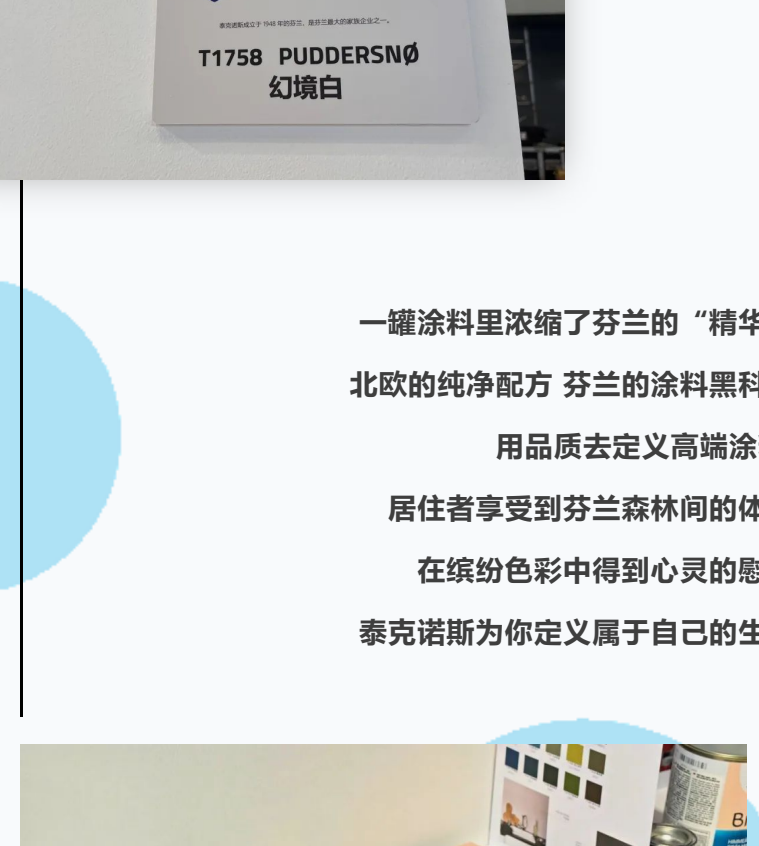 泰克诺斯成立于 1948 年的芬兰、是芬兰最大的家族企业之一。
T1758 PUDDERSNØ
幻境白
一罐涂料里浓缩了芬兰的“精华
北欧的纯净配方 芬兰的涂料黑科
用品质去定义高端涂
居住者享受到芬兰森林间的体
在缤纷色彩中得到心灵的慰
泰克诺斯为你定义属于自己的生